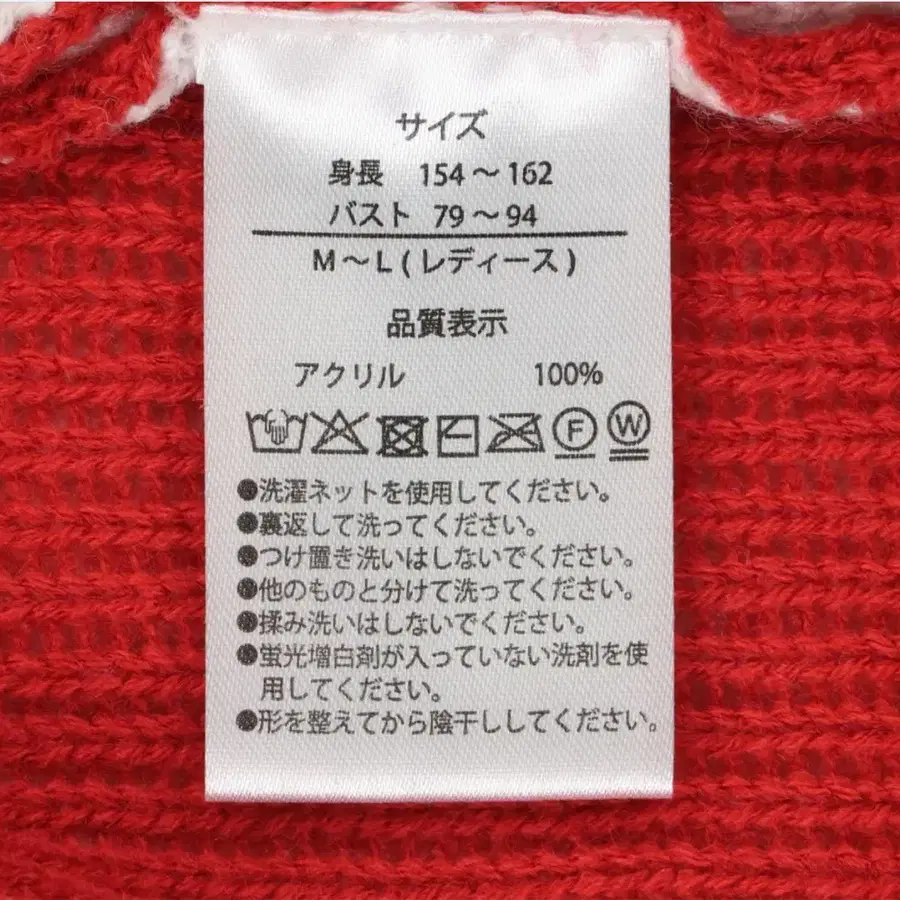 サイズ
身長 154～162
バスト 79～94
M～L(レディース)
品質表示
アクリル 100%
F W
●洗濯ネットを使用してください。
●裏返して洗ってください。
●つけ置き洗いはしないでください。
●他のものと分けて洗ってください。
●揉み洗いはしないでください。
●蛍光増白剤が入っていない洗剤を使
用してください。
●形を整えてから陰干ししてください。